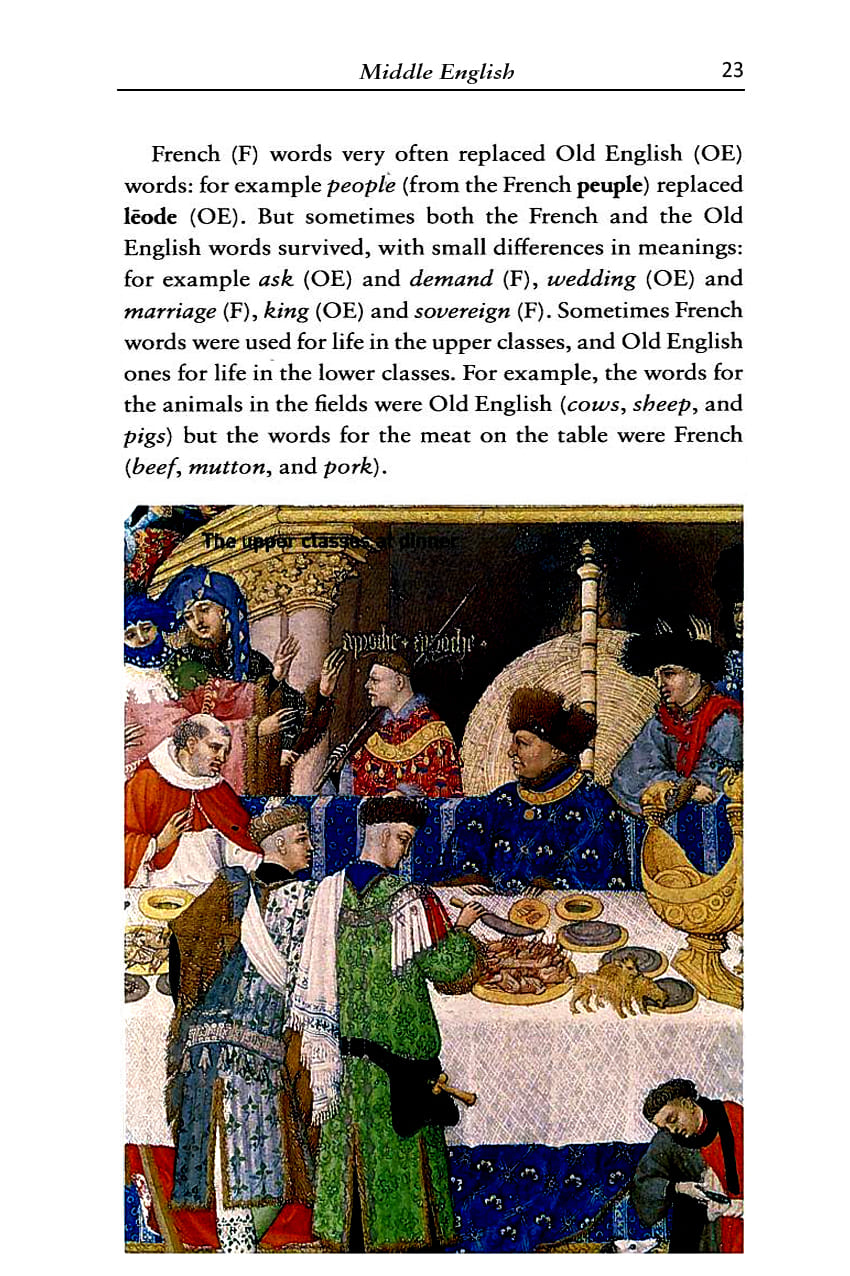 Middle English 23
French (F) words very often replaced Old English (OE)
words: for example people (from the French peuple) replaced
lēode (OE). But sometimes both the French and the Old
English words survived, with small differences in meanings:
for example ask (OE) and demand (F), wedding (OE) and
marriage (F), king (OE) and sovereign (F). Sometimes French
words were used for life in the upper classes, and Old English
ones for life in the lower classes. For example, the words for
the animals in the fields were Old English (cows, sheep, and
pigs) but the words for the meat on the table were French
(beef, mutton, and pork).
The upper classes at dinner